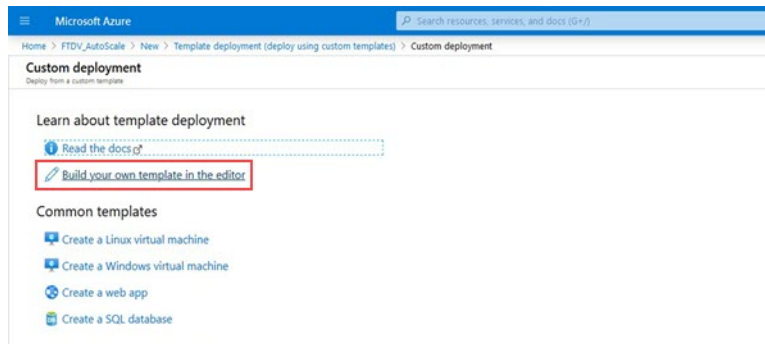 Microsoft Azure
Search resources, services, and docs (G+/)
Home > FTDV_AutoScale > New > Template deployment (deploy using custom templates) > Custom deployment
Custom deployment
Deploy from a custom template
Learn about template deployment
Read the docs
Build your own template in the editor
Common templates
Create a Linux virtual machine
Create a Windows virtual machine
Create a web app
Create a SQL database